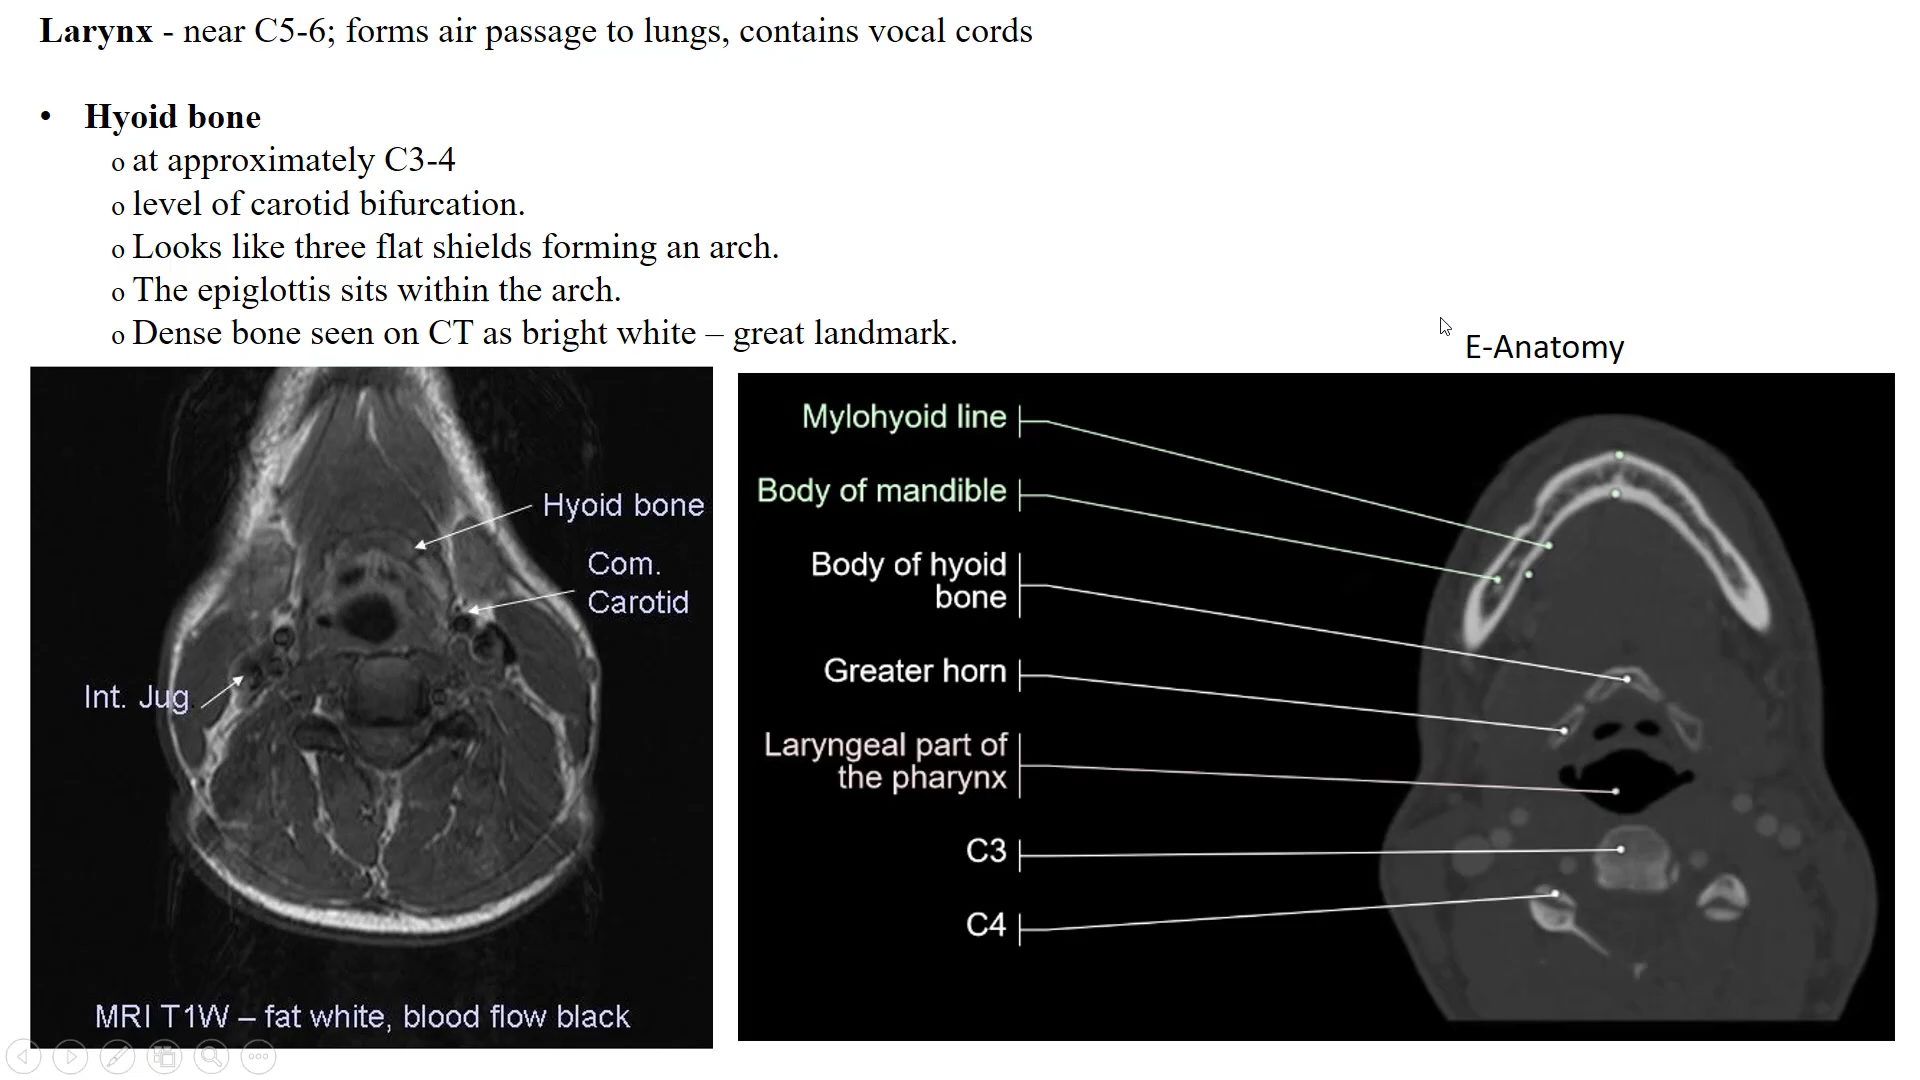 Larynx - near C5-6; forms air passage to lungs, contains vocal cords
• Hyoid bone
o at approximately C3-4
o level of carotid bifurcation.
o Looks like three flat shields forming an arch.
o The epiglottis sits within the arch.
o Dense bone seen on CT as bright white – great landmark.
Hyoid bone
Com.
Carotid
Int. Jug
MRI T1W – fat white, blood flow black
E-Anatomy
Mylohyoid line
Body of mandible
Body of hyoid
bone
Greater horn
Laryngeal part of
the pharynx
C3
C4